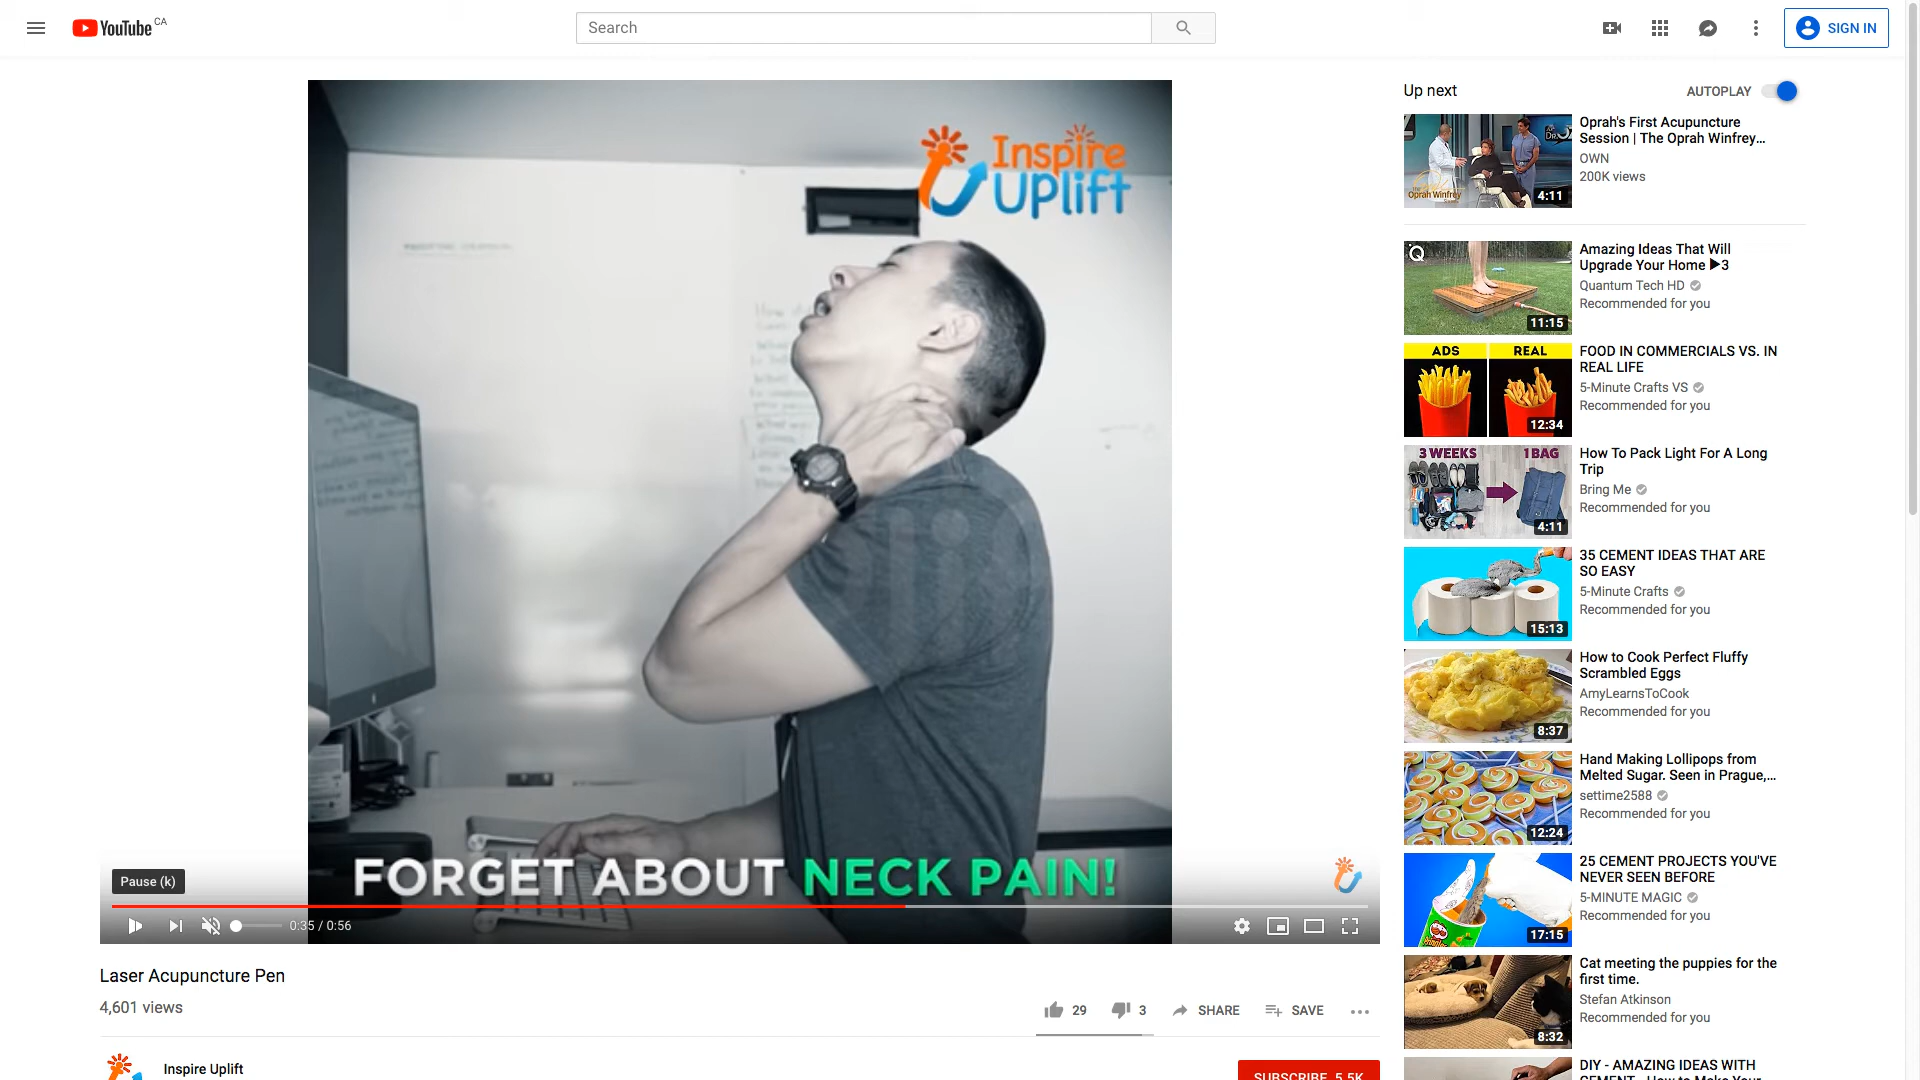 YouTube CA
Search
SIGN IN
Inspire
Uplift
FORGET ABOUT NECK PAIN!
Pause (k)
0:35 / 0:56
Laser Acupuncture Pen
4,601 views
29
3
SHARE
SAVE
Inspire Uplift
SUBSCRIBE 5.5K
Up next
AUTOPLAY
Oprah's First Acupuncture
Session | The Oprah Winfrey...
OWN
200K views
Oprah Winfrey
4:11
Amazing Ideas That Will
Upgrade Your Home ▶3
Quantum Tech HD
Recommended for you
Q
11:15
ADS REAL
FOOD IN COMMERCIALS VS. IN
REAL LIFE
5-Minute Crafts VS
Recommended for you
12:34
3 WEEKS 1 BAG
How To Pack Light For A Long
Trip
Bring Me
Recommended for you
4:11
35 CEMENT IDEAS THAT ARE
SO EASY
5-Minute Crafts
Recommended for you
15:13
How to Cook Perfect Fluffy
Scrambled Eggs
AmyLearnsToCook
Recommended for you
8:37
Hand Making Lollipops from
Melted Sugar. Seen in Prague,...
settime2588
Recommended for you
12:24
25 CEMENT PROJECTS YOU'VE
NEVER SEEN BEFORE
5-MINUTE MAGIC
Recommended for you
Pringles
17:15
Cat meeting the puppies for the
first time.
Stefan Atkinson
Recommended for you
8:32
DIY - AMAZING IDEAS WITH
CEMENT - How to Make Your